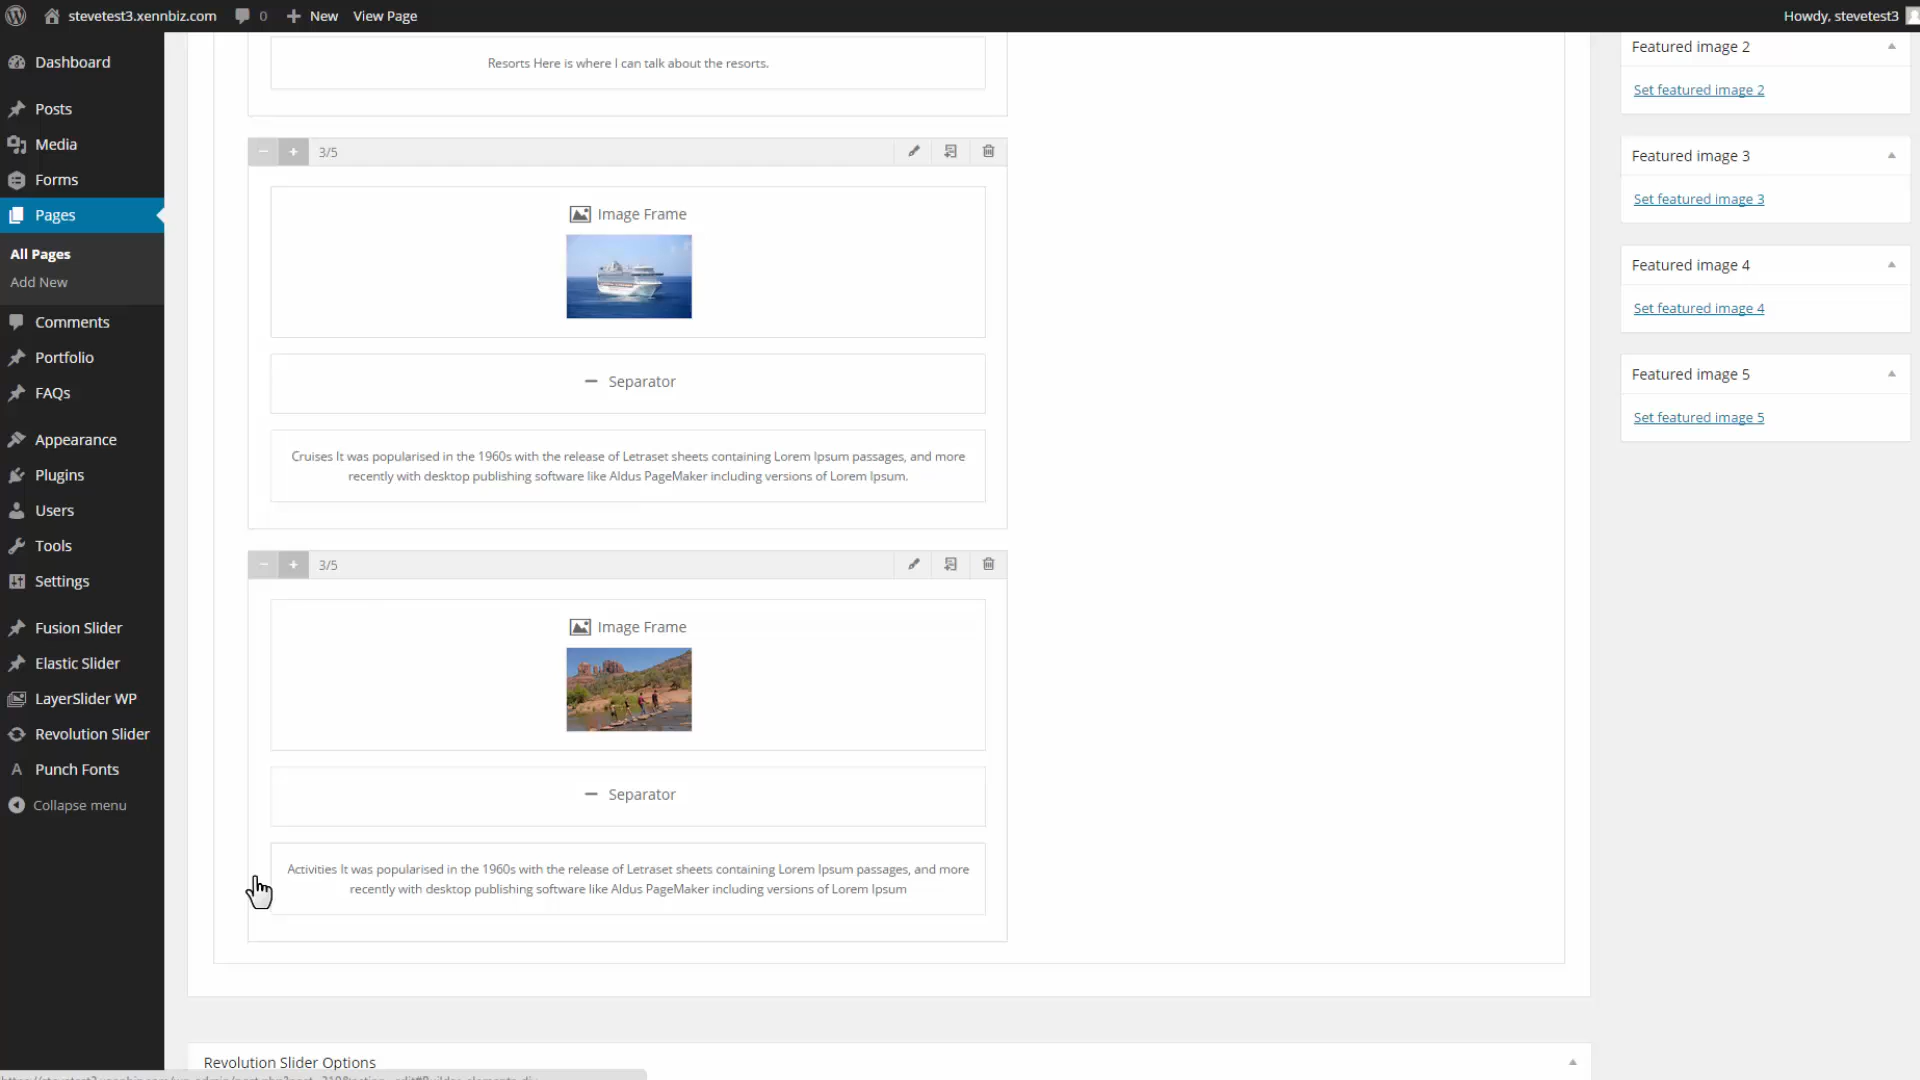 stevetest3.xennbiz.com
0
New
View Page
Howdy, stevetest3
Dashboard
Posts
Media
Forms
Pages
All Pages
Add New
Comments
Portfolio
FAQs
Appearance
Plugins
Users
Tools
Settings
Fusion Slider
Elastic Slider
LayerSlider WP
Revolution Slider
Punch Fonts
Collapse menu
Resorts Here is where I can talk about the resorts.
3/5
Image Frame
Separator
Cruises It was popularised in the 1960s with the release of Letraset sheets containing Lorem Ipsum passages, and more
recently with desktop publishing software like Aldus PageMaker including versions of Lorem Ipsum.
3/5
Image Frame
Separator
Activities It was popularised in the 1960s with the release of Letraset sheets containing Lorem Ipsum passages, and more
recently with desktop publishing software like Aldus PageMaker including versions of Lorem Ipsum
Revolution Slider Options
Featured image 2
Set featured image 2
Featured image 3
Set featured image 3
Featured image 4
Set featured image 4
Featured image 5
Set featured image 5